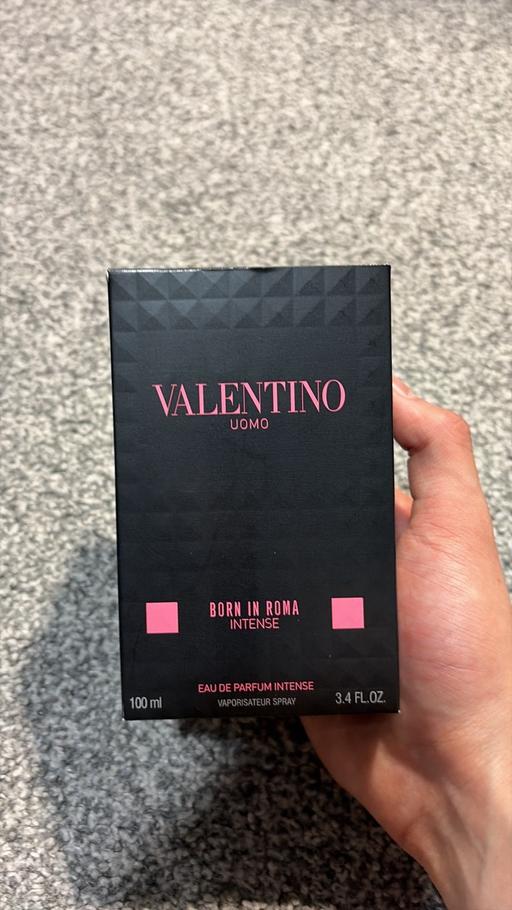 VALENTINO
UOMO
BORN IN ROMA
INTENSE
EAU DE PARFUM INTENSE
100 ml VAPORISATEUR SPRAY 3.4 FL.OZ.